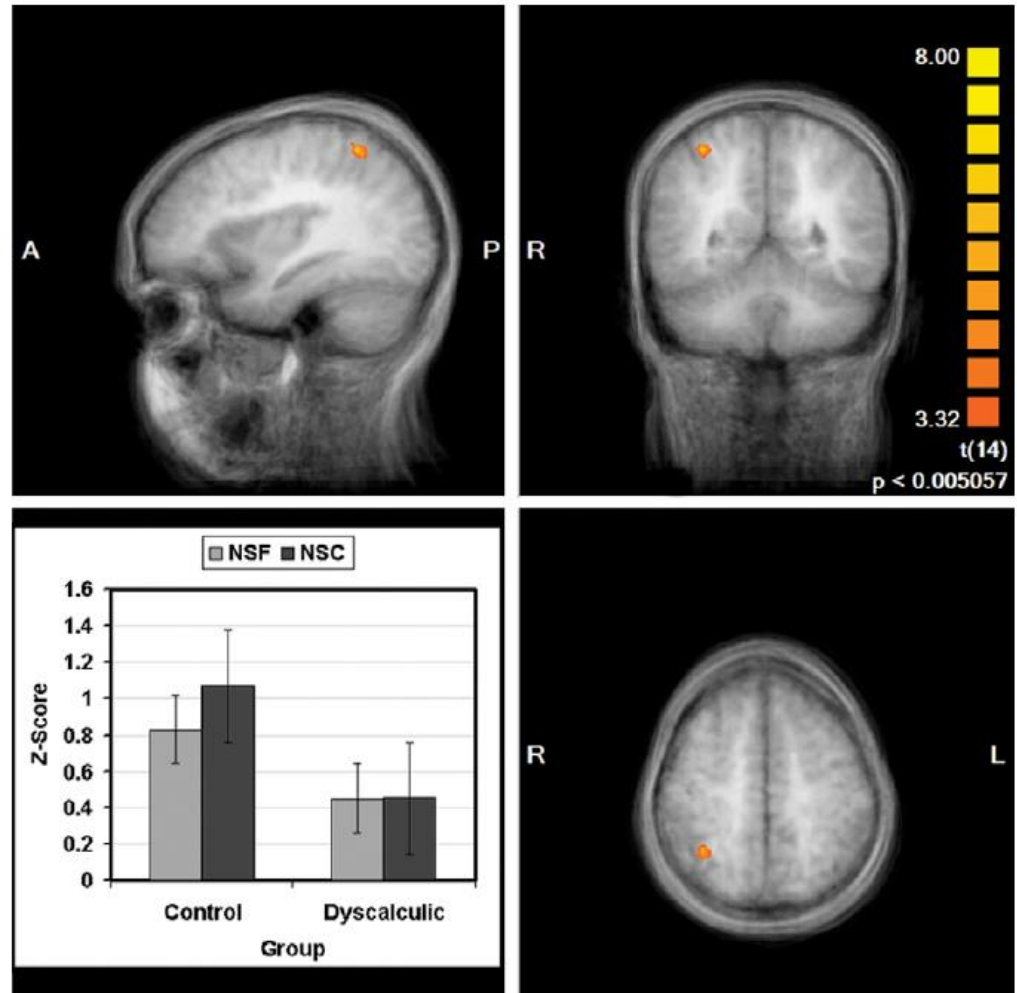 A
P
R
8.00
3.32
t(14)
p < 0.005057
NSF NSC
1.6
1.4
1.2
1
0.8
0.6
0.4
0.2
0
Z-Score
Control Dyscalculic
Group
R
L